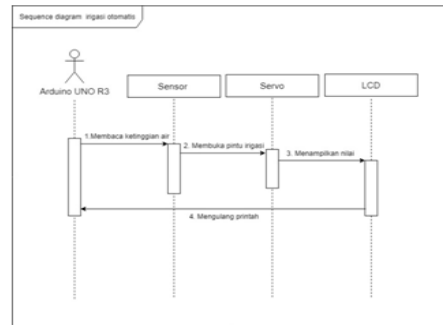 Sequence diagram irigasi otomatis
Arduino UNO R3
Sensor
Servo
LCD
1.Membaca ketinggian air
2. Membuka pintu irigasi
3. Menampilkan nilai
4. Mengulang printah